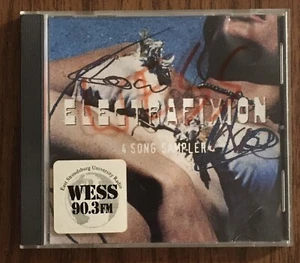 ELECTRAFIXION
4 SONG SAMPLER
East Stroudsburg University Radio
WESS
90.3FM